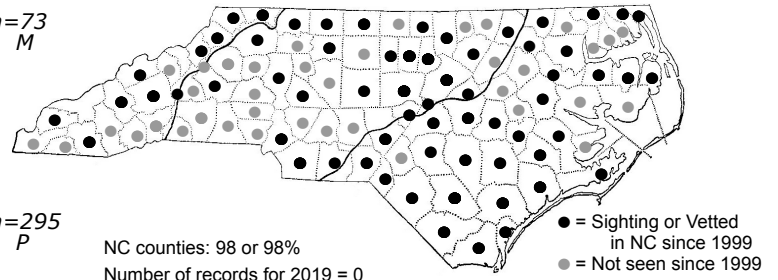 n=73
M
n=295
P
NC counties: 98 or 98%
Number of records for 2019 = 0
= Sighting or Vetted
in NC since 1999
= Not seen since 1999